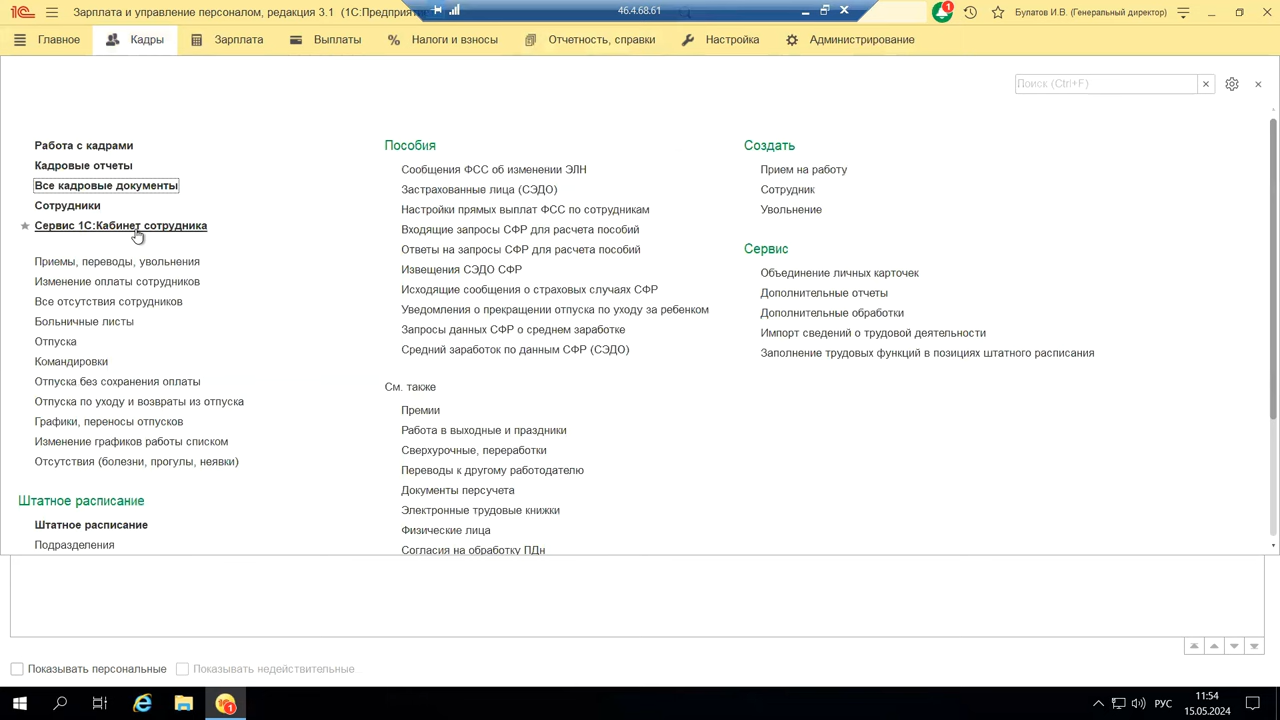 Зарплата и управление персоналом, редакция 3.1 (1С:Предприятие
46.4.68.61
1
Булатов И.В. (Генеральный директор)
Главное
Кадры
Зарплата
Выплаты
Налоги и взносы
Отчетность, справки
Настройка
Администрирование
Поиск (Ctrl+F)
Работа с кадрами
Кадровые отчеты
Все кадровые документы
Сотрудники
Сервис 1С:Кабинет сотрудника
Приемы, переводы, увольнения
Изменение оплаты сотрудников
Все отсутствия сотрудников
Больничные листы
Отпуска
Командировки
Отпуска без сохранения оплаты
Отпуска по уходу и возвраты из отпуска
Графики, переносы отпусков
Изменение графиков работы списком
Отсутствия (болезни, прогулы, неявки)
Штатное расписание
Штатное расписание
Подразделения
Пособия
Сообщения ФСС об изменении ЭЛН
Застрахованные лица (СЭДО)
Настройки прямых выплат ФСС по сотрудникам
Входящие запросы СФР для расчета пособий
Ответы на запросы СФР для расчета пособий
Извещения СЭДО СФР
Исходящие сообщения о страховых случаях СФР
Уведомления о прекращении отпуска по уходу за ребенком
Запросы данных СФР о среднем заработке
Средний заработок по данным СФР (СЭДО)
См. также
Премии
Работа в выходные и праздники
Сверхурочные, переработки
Переводы к другому работодателю
Документы персучета
Электронные трудовые книжки
Физические лица
Согласия на обработку ПДн
Создать
Прием на работу
Сотрудник
Увольнение
Сервис
Объединение личных карточек
Дополнительные отчеты
Дополнительные обработки
Импорт сведений о трудовой деятельности
Заполнение трудовых функций в позициях штатного расписания
Показывать персональные
Показывать недействительные
1
РУС
11:54
15.05.2024